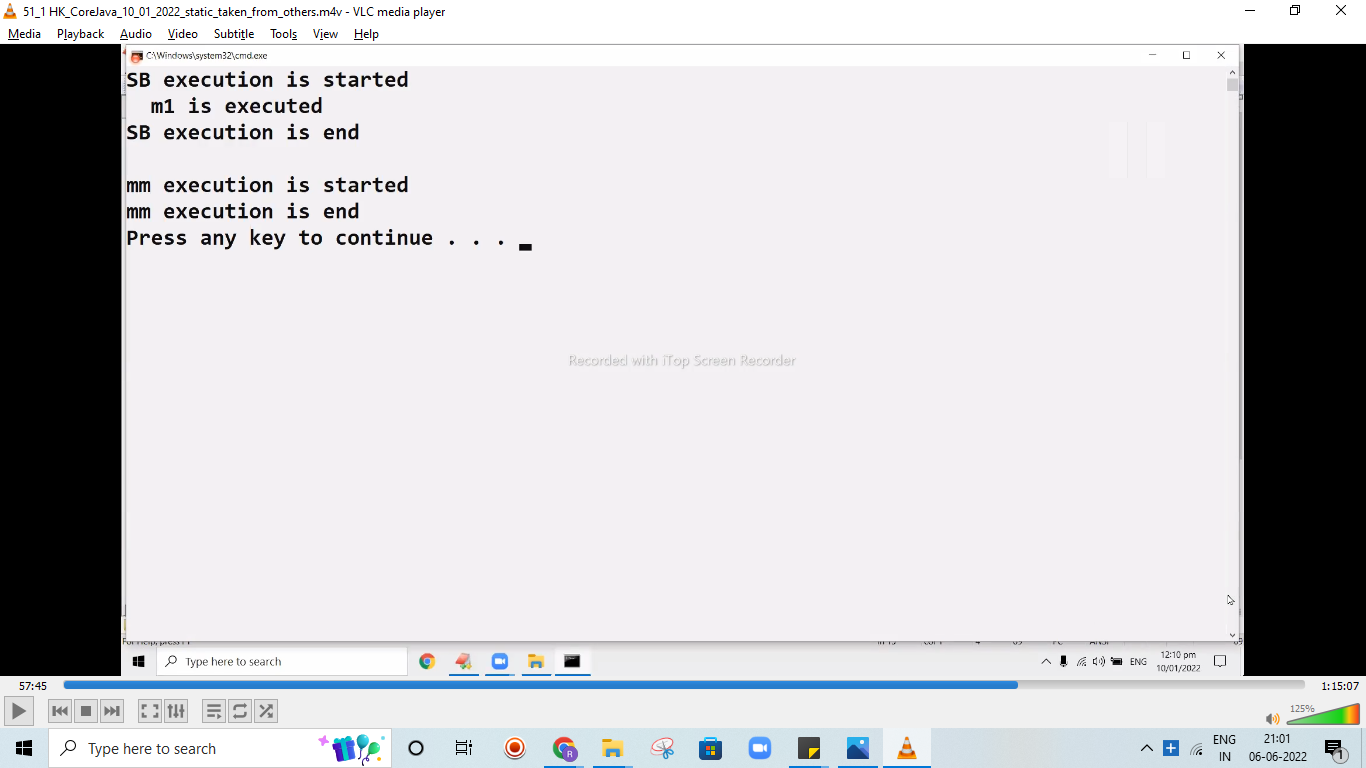 51_1 HK_CoreJava_10_01_2022_static_taken_from_others.m4v - VLC media player
Media Playback Audio Video Subtitle Tools View Help
C:\Windows\system32\cmd.exe
SB execution is started
m1 is executed
SB execution is end
mm execution is started
mm execution is end
Press any key to continue . . .
Recorded with iTop Screen Recorder
Type here to search
ENG
12:10 pm
10/01/2022
57:45
1:15:07
125%
Type here to search
R
ENG
IN
21:01
06-06-2022
1